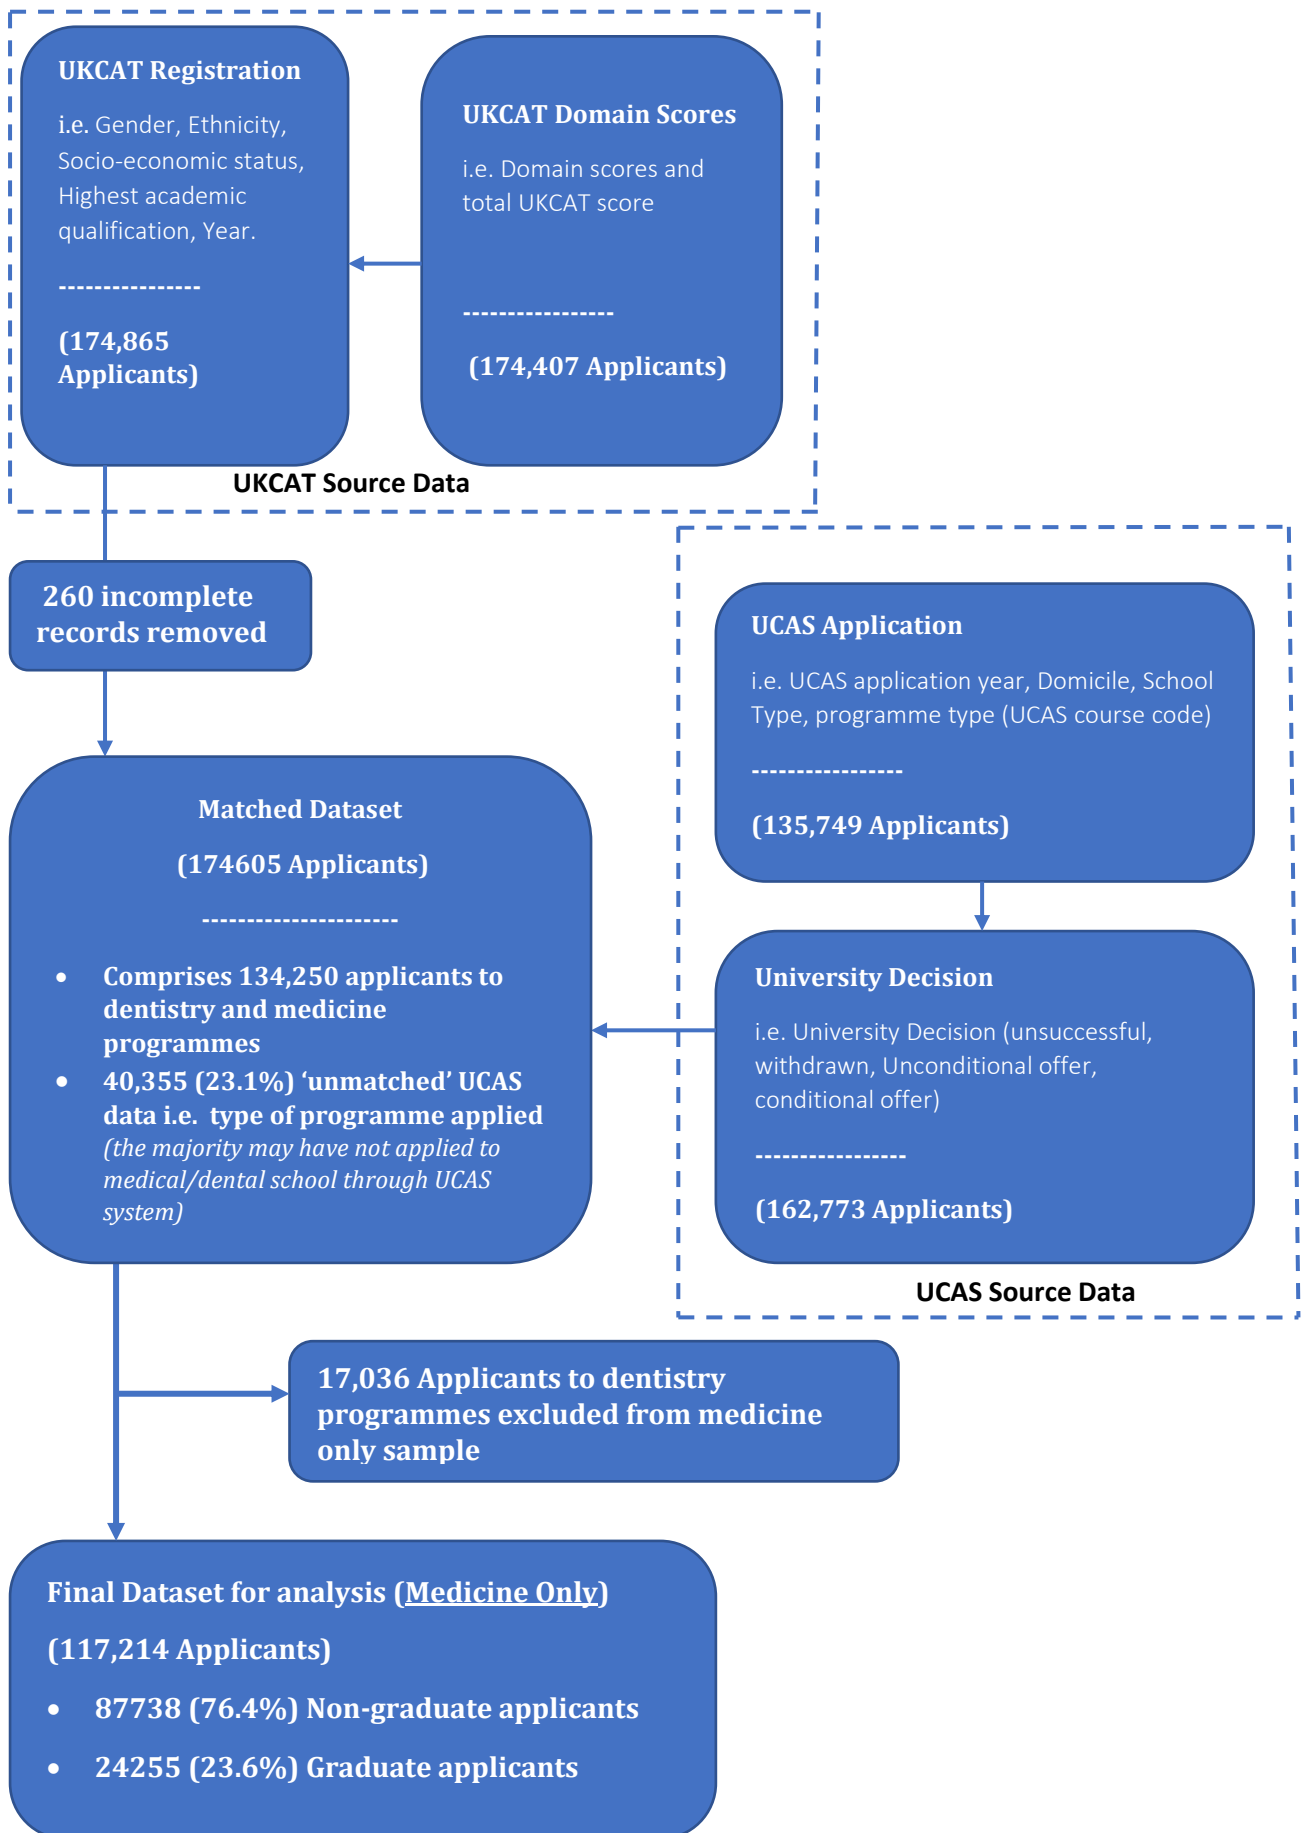 UKCAT Registration
i.e. Gender, Ethnicity,
Socio-economic status,
Highest academic
qualification, Year.
----------------
(174,865
Applicants)
UKCAT Domain Scores
i.e. Domain scores and
total UKCAT score
-----------------
(174,407 Applicants)
UKCAT Source Data
260 incomplete
records removed
UCAS Application
i.e. UCAS application year, Domicile, School
Type, programme type (UCAS course code)
-----------------
(135,749 Applicants)
Matched Dataset
(174605 Applicants)
----------------------
• Comprises 134,250 applicants to
dentistry and medicine
programmes
• 40,355 (23.1%) ‘unmatched’ UCAS
data i.e. type of programme applied
(the majority may have not applied to
medical/dental school through UCAS
system)
University Decision
i.e. University Decision (unsuccessful,
withdrawn, Unconditional offer,
conditional offer)
-----------------
(162,773 Applicants)
UCAS Source Data
17,036 Applicants to dentistry
programmes excluded from medicine
only sample
Final Dataset for analysis (Medicine Only)
(117,214 Applicants)
• 87738 (76.4%) Non-graduate applicants
• 24255 (23.6%) Graduate applicants